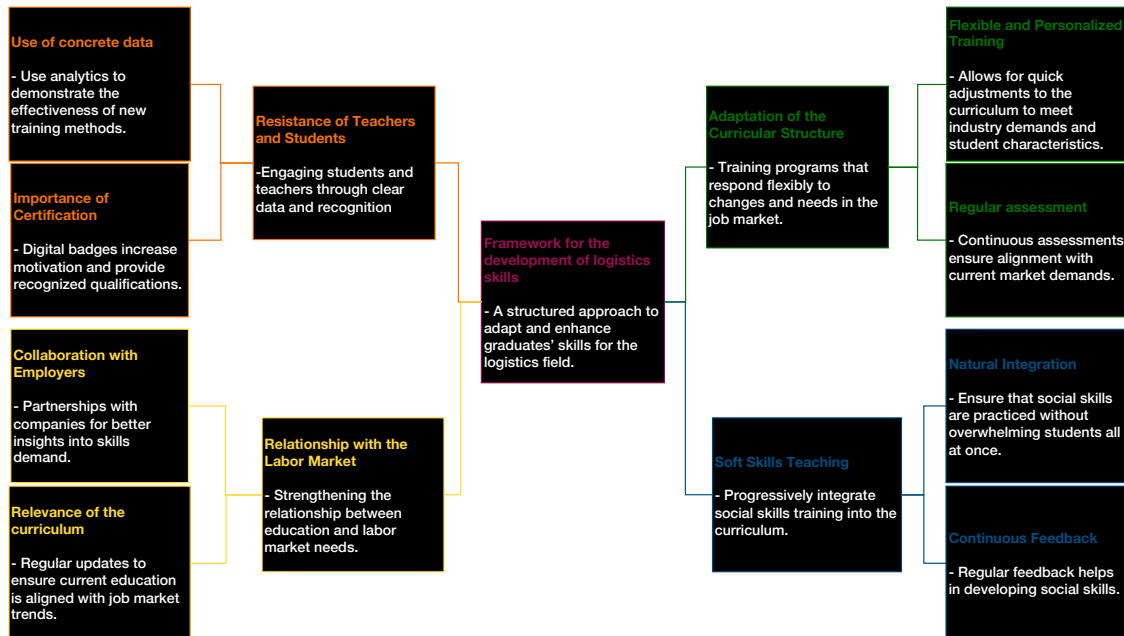 Use of concrete data
- Use analytics to
demonstrate the
effectiveness of new
training methods.
Importance of
Certification
- Digital badges increase
motivation and provide
recognized qualifications.
Resistance of Teachers
and Students
-Engaging students and
teachers through clear
data and recognition
Collaboration with
Employers
- Partnerships with
companies for better
insights into skills
demand.
Relevance of the
curriculum
- Regular updates to
ensure current education
is aligned with job market
trends.
Relationship with the
Labor Market
- Strengthening the
relationship between
education and labor
market needs.
Framework for the
development of logistics
skills
- A structured approach to
adapt and enhance
graduates’ skills for the
logistics field.
Adaptation of the
Curricular Structure
- Training programs that
respond flexibly to
changes and needs in the
job market.
Flexible and Personalized
Training
- Allows for quick
adjustments to the
curriculum to meet
industry demands and
student characteristics.
Regular assessment
- Continuous assessments
ensure alignment with
current market demands.
Soft Skills Teaching
- Progressively integrate
social skills training into the
curriculum.
Natural Integration
- Ensure that social skills
are practiced without
overwhelming students all
at once.
Continuous Feedback
- Regular feedback helps
in developing social skills.